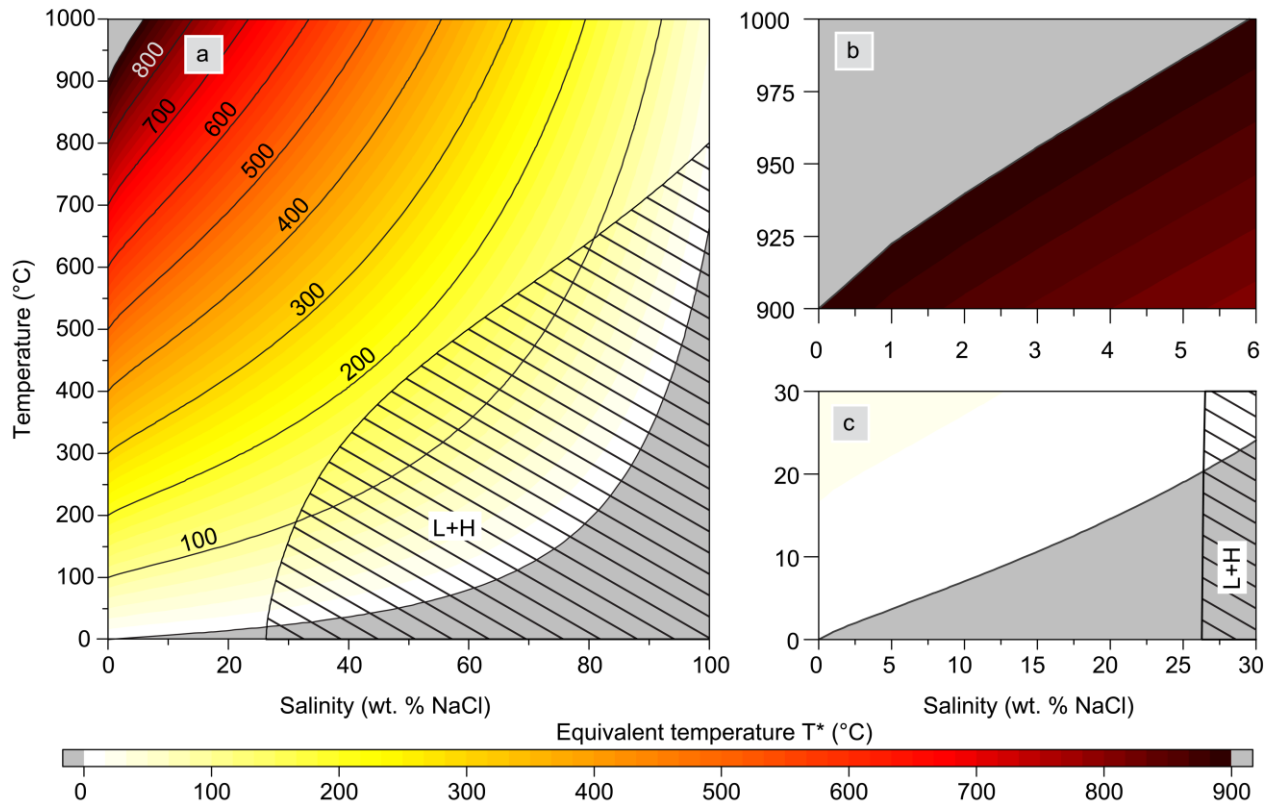 1000
900
800
700
600
500
400
300
200
100
0
Temperature (°C)
a
800
700
600
500
400
300
200
100
L+H
0 20 40 60 80 100
Salinity (wt. % NaCl)
b
1000
975
950
925
900
0 1 2 3 4 5 6
c
30
20
10
0
L+H
0 5 10 15 20 25 30
Salinity (wt. % NaCl)
Equivalent temperature T* (°C)
0 100 200 300 400 500 600 700 800 900